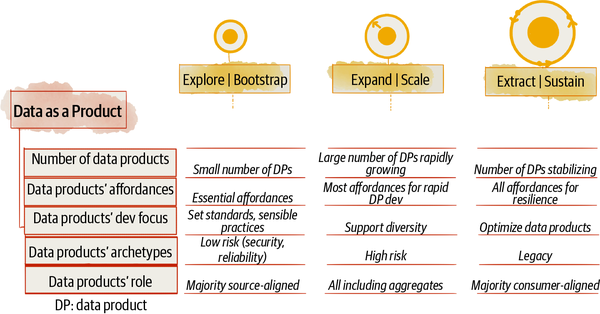 Explore | Bootstrap
Expand | Scale
Extract | Sustain
Data as a Product
Number of data products
Small number of DPs
Large number of DPs rapidly
growing
Number of DPs stabilizing
Data products' affordances
Essential affordances
Most affordances for rapid
DP dev
All affordances for
resilience
Data products' dev focus
Set standards, sensible
practices
Support diversity
Optimize data products
Data products' archetypes
Low risk (security,
reliability)
High risk
Legacy
Data products' role
Majority source-aligned
All including aggregates
Majority consumer-aligned
DP: data product